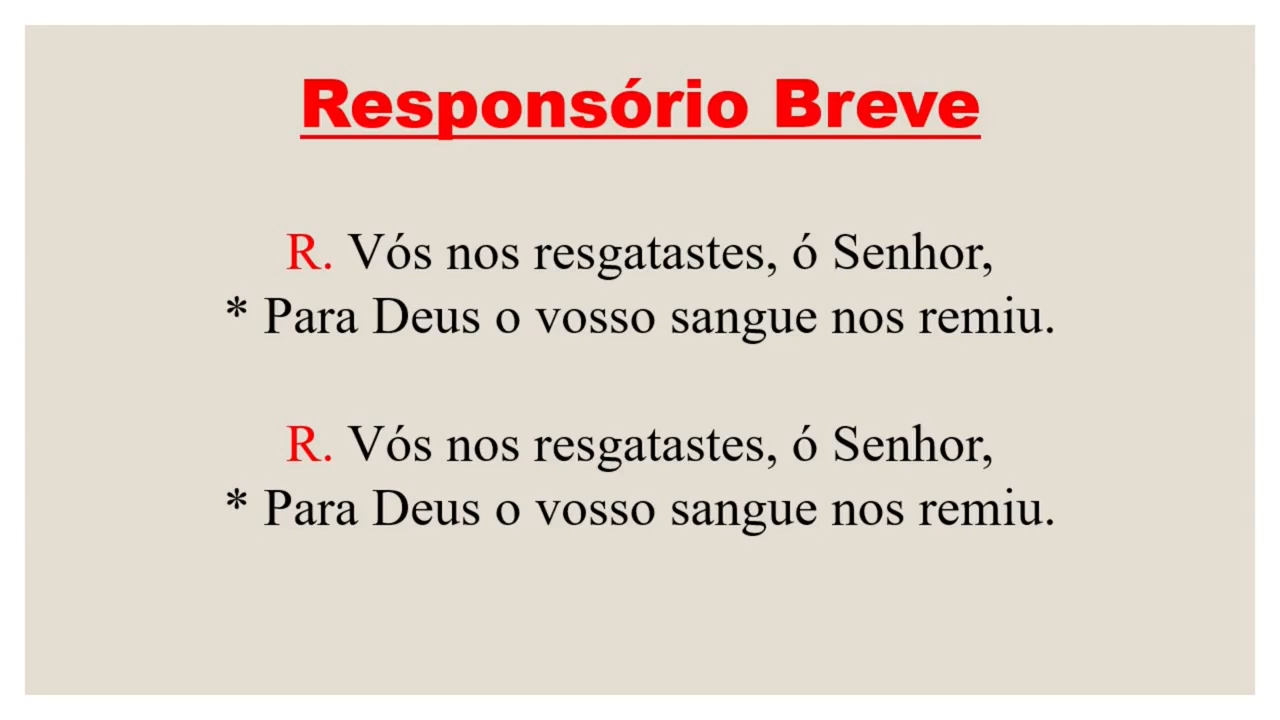 Responsório Breve
R. Vós nos resgatastes, ó Senhor,
* Para Deus o vosso sangue nos remiu.
R. Vós nos resgatastes, ó Senhor,
* Para Deus o vosso sangue nos remiu.